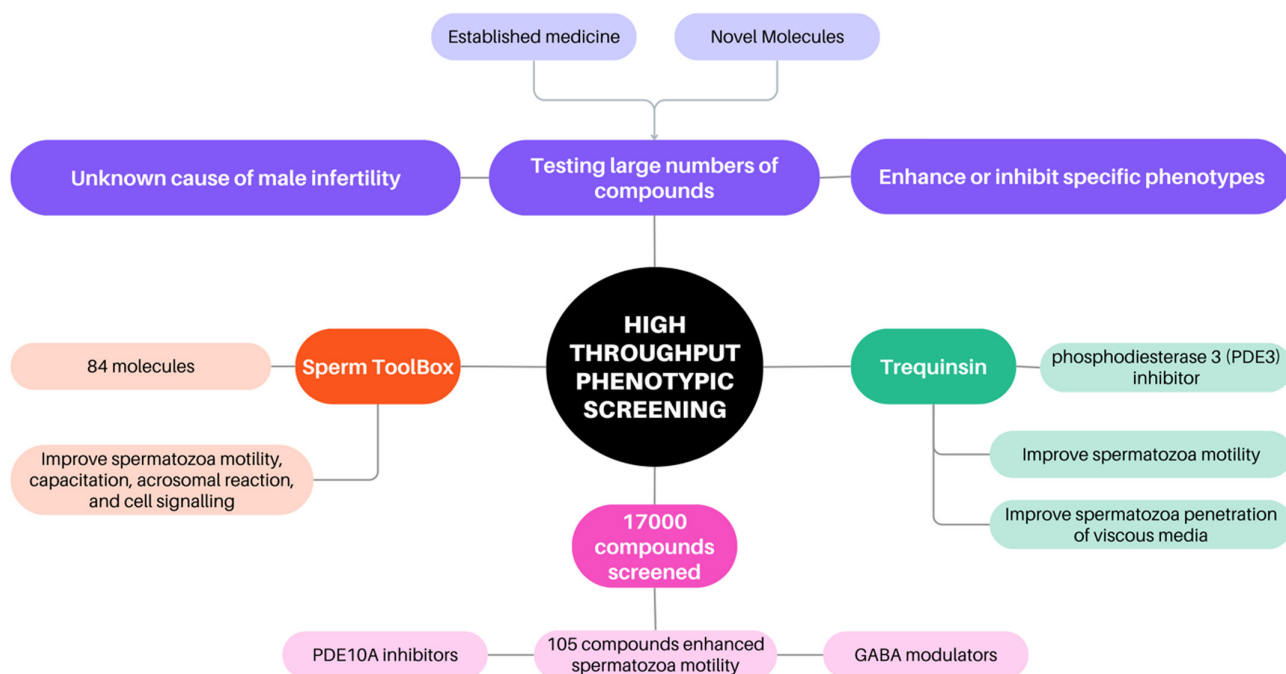 Established medicine
Novel Molecules
Unknown cause of male infertility
Testing large numbers of
compounds
Enhance or inhibit specific phenotypes
HIGH
THROUGHPUT
PHENOTYPIC
SCREENING
84 molecules
Sperm ToolBox
Improve spermatozoa motility,
capacitation, acrosomal reaction,
and cell signalling
Trequinsin
phosphodiesterase 3 (PDE3)
inhibitor
Improve spermatozoa motility
Improve spermatozoa penetration
of viscous media
17000
compounds
screened
PDE10A inhibitors
105 compounds enhanced
spermatozoa motility
GABA modulators